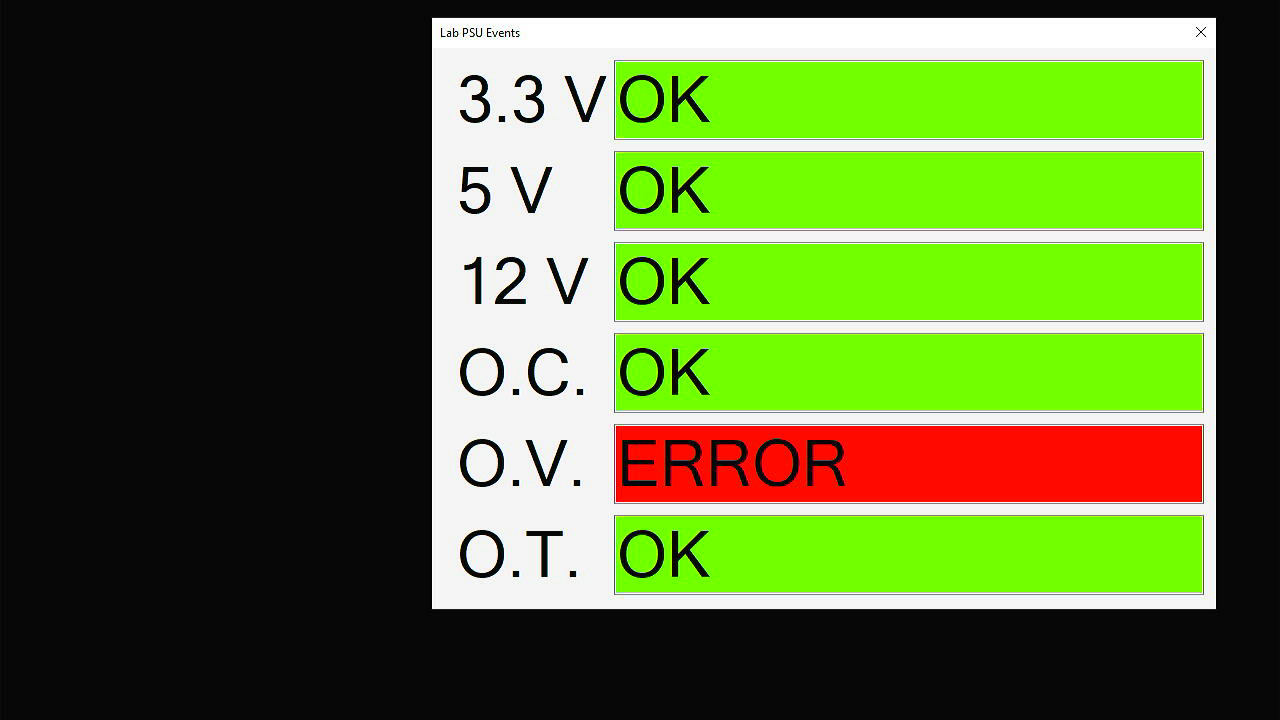 Lab PSU Events
3.3 V OK
5 V OK
12 V OK
O.C. OK
O.V. ERROR
O.T. OK